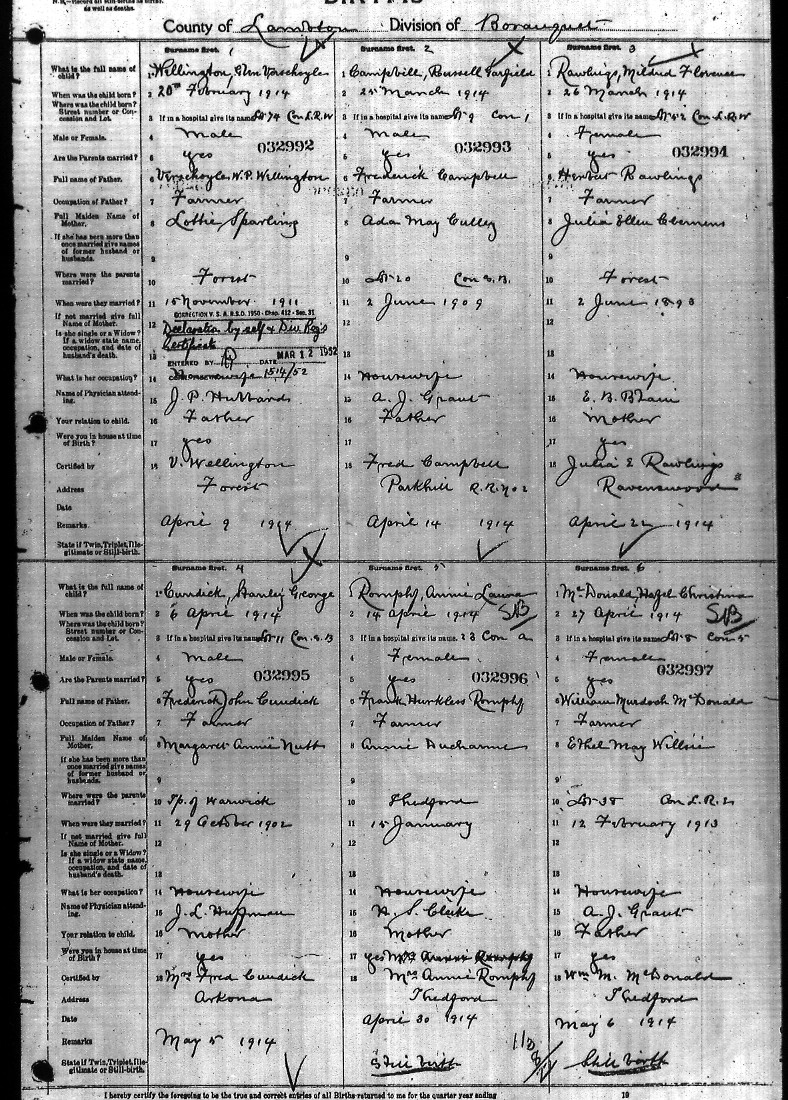 BIRTHS
County of Lambton Division of Bosanquet
Surname first. 1 Surname first. 2 Surname first. 3
What is the full name of child? 1 Wellington, Verschoyle 1 Campbell, Russell Garfield 1 Rawlings, Mildred Florence
When was the child born? 2 20th February 1914 2 25 March 1914 2 26 March 1914
Where was the child born? Street number or Concession and Lot. 3 If in a hospital give its name Lot 74 Con L.R.W 3 If in a hospital give its name Lot 9 Con 1 3 If in a hospital give its name Lot 42 Con L.R.W
Male or Female. 4 Male 4 Male 4 Female
032992 032993 032994
Are the Parents married? 5 yes 5 yes 5 yes
Full name of Father. 6 Verschoyle W.P. Wellington 6 Frederick Campbell 6 Herbert Rawlings
Occupation of Father? 7 Farmer 7 Farmer 7 Farmer
Full Maiden Name of Mother. 8 Lottie Sparling 8 Ada May Culley 8 Julia Ellen Clemens
If she has been more than once married give names of former husband or husbands. 9 9 9
Where were the parents married? 10 Forest 10 Lot 20 Con S.B. 10 Forest
When were they married? 11 15 November 1911 11 2 June 1909 11 2 June 1898
CORRECTION V. S. A. R.S.O. 1950 - Chap. 412 - Sec. 31
If not married give full Name of Mother. 12 Declaration by self & Div Reg's 12 12
Is she single or a Widow? If a widow state name, occupation, and date of husband's death. 13 Certificate 13 13
ENTERED BY DATE MAR 12 1952
1514/52
What is her occupation? 14 Housewife 14 Housewife 14 Housewife
Name of Physician attending. 15 J. P. Hubbard 15 A. J. Grant 15 E. B.
Your relation to child. 16 Father 16 Father 16 Mother
Were you in house at time of Birth? 17 yes 17 17 yes
Certified by 18 V. Wellington 18 Fred Campbell 18 Julia E Rawlings
Address Forest Parkhill R.R. No 2 Ravenswood
Date
Remarks April 9 1914 April 14 1914 April 22 1914
State if Twin, Triplet, Illegitimate or Still-birth.
Surname first. 4 Surname first. 5 Surname first. 6
What is the full name of child? 1 Cundick, Stanley George 1 Romphf, Annie Laura 1 McDonald Hazel Christina
When was the child born? 2 6 April 1914 2 14 April 1914 SB 2 27 April 1914 SB
Where was the child born? Street number or Concession and Lot. 3 If in a hospital give its name Lot 11 Con S.B 3 If in a hospital give its name. 23 Con a 3 If in a hospital give its name Lot 8 Con 5
Male or Female. 4 Male 4 Female 4 Female
032995 032996 032997
Are the Parents married? 5 yes 5 yes 5 yes
Full name of Father. 6 Frederick John Cundick 6 Frank Hurkless Romphf 6 William Murdoch McDonald
Occupation of Father? 7 Farmer 7 Farmer 7 Farmer
Full Maiden Name of Mother. 8 Margaret Annie Nutt 8 Annie Ducharme 8 Ethel May Willsie
If she has been more than once married give names of former husband or husbands. 9 9 9
Where were the parents married? 10 Tp. of Warwick 10 Thedford 10 Lot 38 Con L.R.E.
When were they married? 11 29 October 1902 11 15 January 11 12 February 1913
If not married give full Name of Mother. 12 12 12
Is she single or a Widow? If a widow state name, occupation, and date of husband's death. 13 13 13
What is her occupation? 14 Housewife 14 Housewife 14 Housewife
Name of Physician attending. 15 J. L. Huffman 15 H. S. Clarke 15 A. J. Grant
Your relation to child. 16 Mother 16 Mother 16 Father
Were you in house at time of Birth? 17 yes 17 yes Mrs Annie Romphf 17 yes
Certified by 18 Mrs Fred Cundick 18 Mrs Annie Romphf 18 Wm M. McDonald
Address Arkona Thedford Thedford
Date April 30 1914 May 6 1914
Remarks May 5 1914
State if Twin, Triplet, Illegitimate or Still-birth. Still birth Still birth
I hereby certify the foregoing to be the true and correct entries of all Births returned to me for the quarter year ending 19